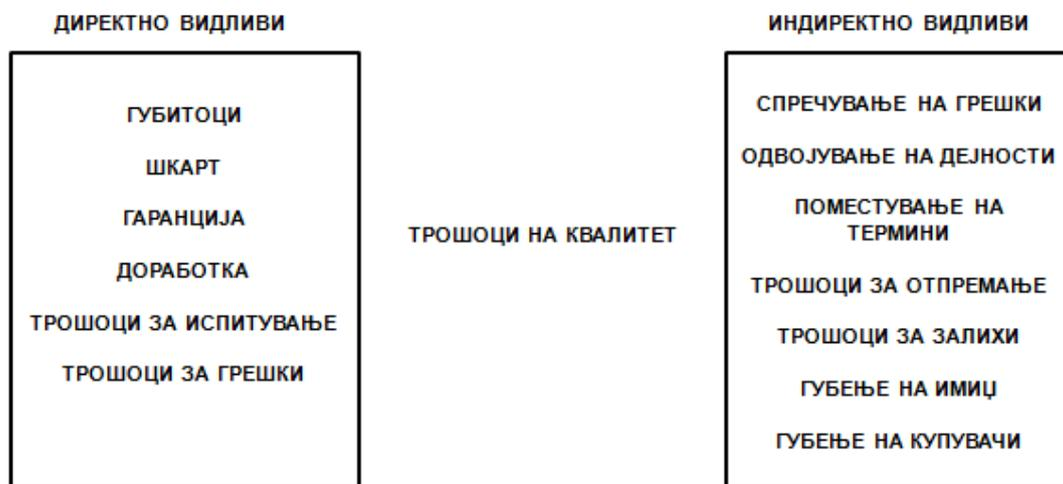 ДИРЕКТНО ВИДЛИВИ
ГУБИТОЦИ
ШКАРТ
ГАРАНЦИЈА
ДОРАБОТКА
ТРОШОЦИ ЗА ИСПИТУВАЊЕ
ТРОШОЦИ ЗА ГРЕШКИ
ТРОШОЦИ НА КВАЛИТЕТ
ИНДИРЕКТНО ВИДЛИВИ
СПРЕЧУВАЊЕ НА ГРЕШКИ
ОДВОЈУВАЊЕ НА ДЕЈНОСТИ
ПОМЕСТУВАЊЕ НА
ТЕРМИНИ
ТРОШОЦИ ЗА ОТПРЕМАЊЕ
ТРОШОЦИ ЗА ЗАЛИХИ
ГУБЕЊЕ НА ИМИЏ
ГУБЕЊЕ НА КУПУВАЧИ